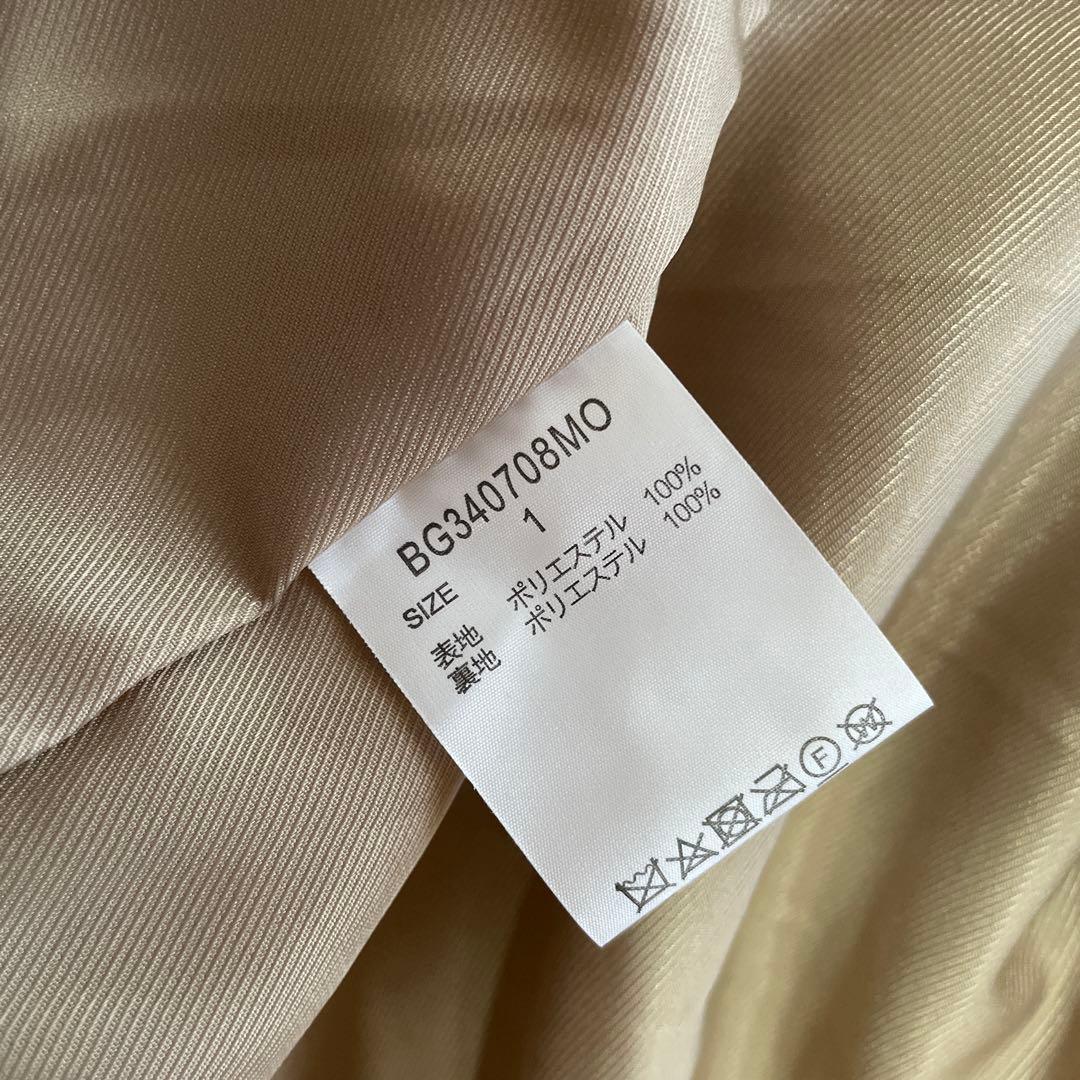 BG340708MO
SIZE 1
表地 ポリエステル 100%
裏地 ポリエステル 100%
F W